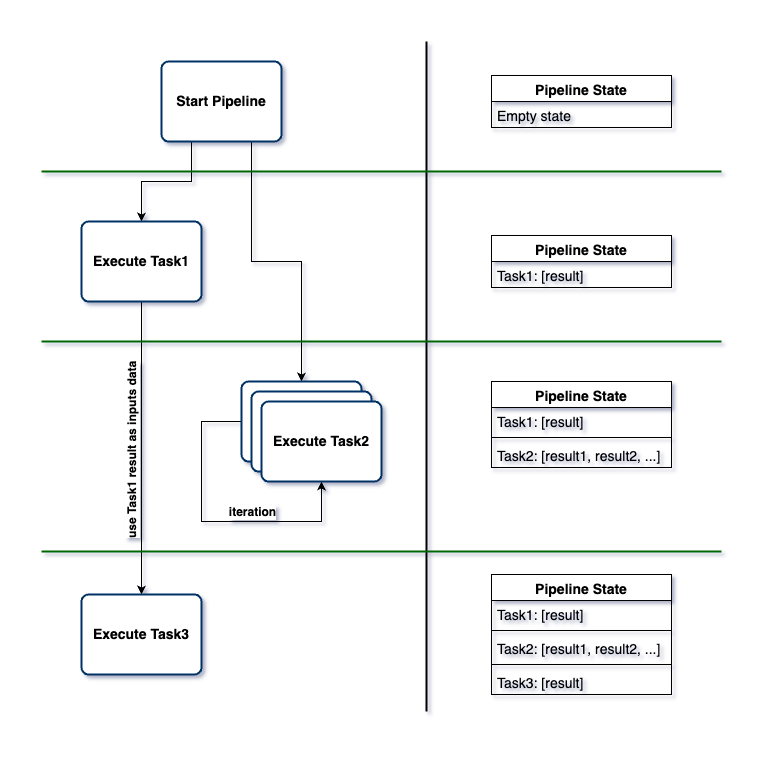 Start Pipeline
Pipeline State
Empty state
Execute Task1
Pipeline State
Task1: [result]
use Task1 result as inputs data
Execute Task2
iteration
Pipeline State
Task1: [result]
Task2: [result1, result2, ...]
Execute Task3
Pipeline State
Task1: [result]
Task2: [result1, result2, ...]
Task3: [result]